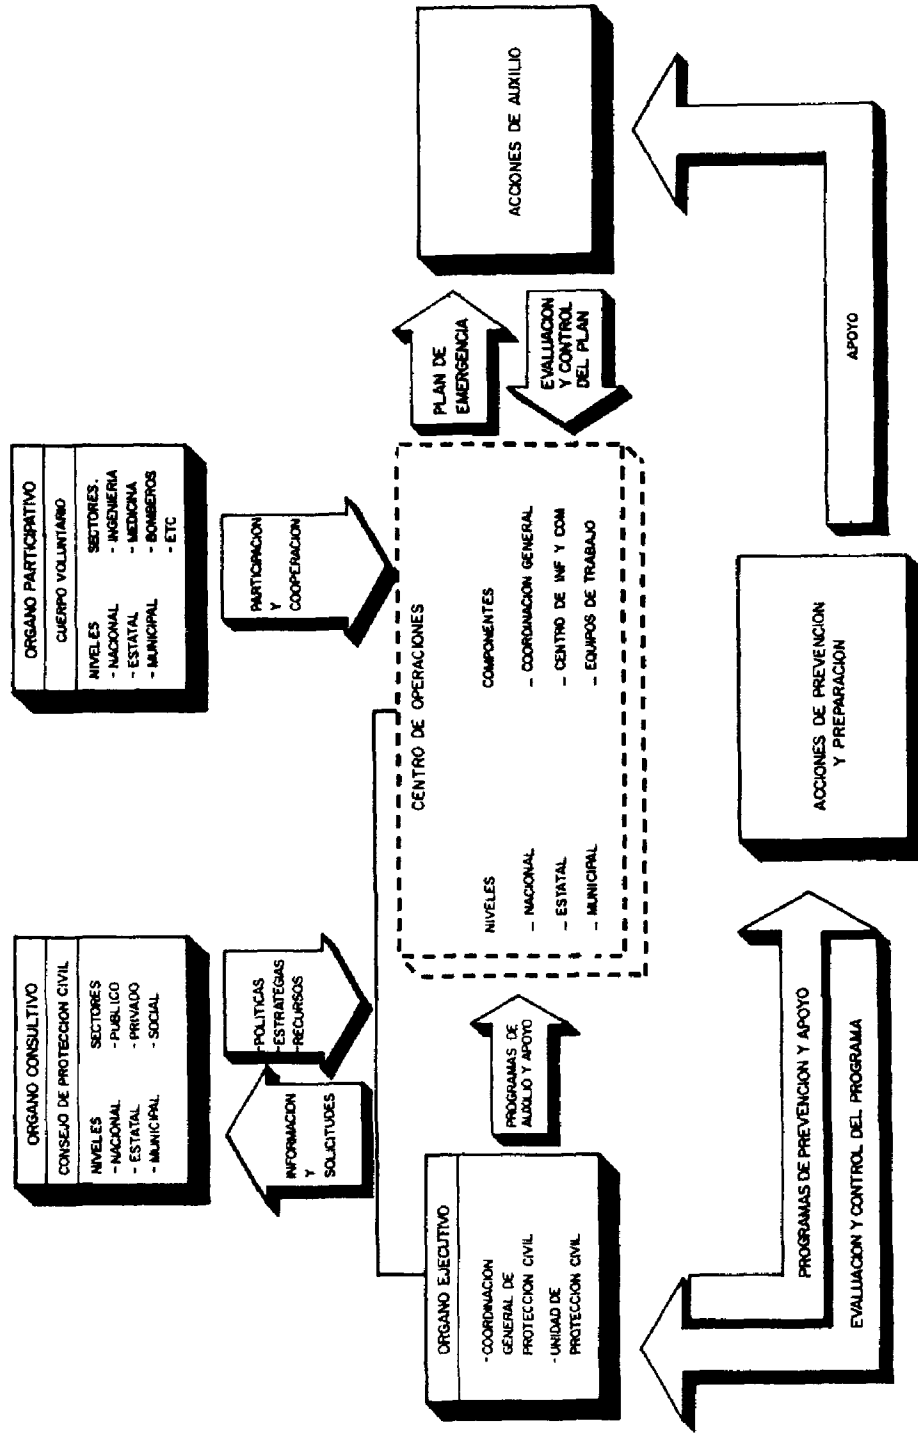 ORGANO CONSULTIVO
CONSEJO DE PROTECCION CIVIL
NIVELES SECTORES
- NACIONAL - PUBLICO
- ESTATAL - PRIVADO
- MUNICIPAL - SOCIAL
ORGANO PARTICIPATIVO
CUERPO VOLUNTARIO
NIVELES SECTORES.
- NACIONAL - INGENIERIA
- ESTATAL - MEDICINA
- MUNICIPAL - BOMBEROS
- ETC
INFORMACION
Y
SOLICITUDES
-POLITICAS
-ESTRATEGIAS
-RECURSOS
PARTICIPACION
Y
COOPERACION
ORGANO EJECUTIVO
-COORDINACION
GENERAL DE
PROTECCION CIVIL
-UNIDAD DE
PROTECCION CIVIL
PROGRAMAS DE
AUXILIO Y APOYO
CENTRO DE OPERACIONES
NIVELES COMPONENTES
_ NACIONAL _ COORDINACION GENERAL
_ ESTATAL _ CENTRO DE INF Y COM
_ MUNICIPAL _ EQUIPOS DE TRABAJO
PLAN DE
EMERGENCIA
EVALUACION
Y CONTROL
DEL PLAN
ACCIONES DE AUXILIO
PROGRAMAS DE PREVENCION Y APOYO
EVALUACION Y CONTROL DEL PROGRAMA
ACCIONES DE PREVENCION
Y PREPARACION
APOYO